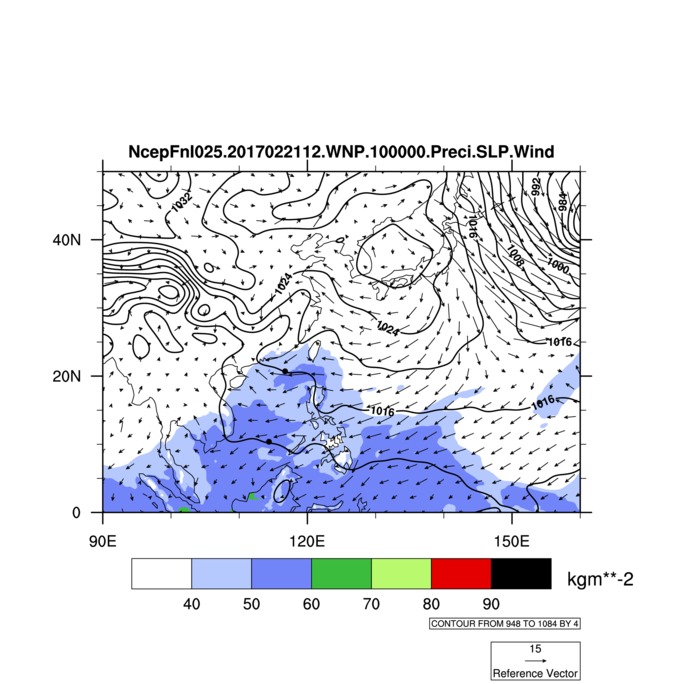 NcepFnl025.2017022112.WNP.100000.Preci.SLP.Wind
992
984
1032
1016
40N
1008
1000
1024
1024
1016
20N
1016
1016
0
90E 120E 150E
kgm**-2
40 50 60 70 80 90
CONTOUR FROM 948 TO 1084 BY 4
15
Reference Vector